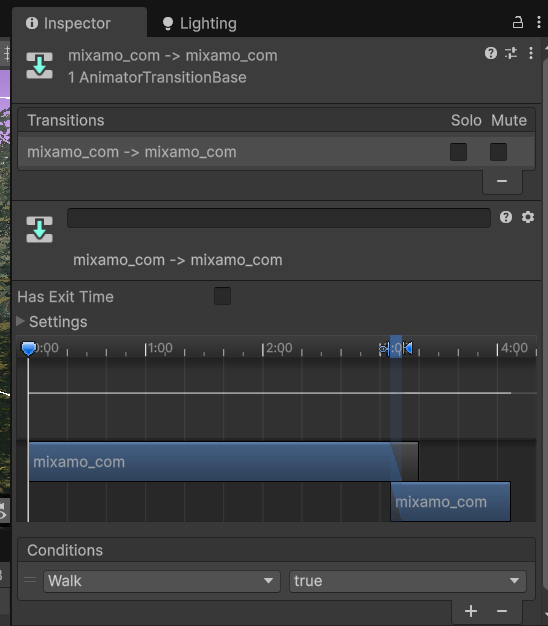 Inspector
Lighting
mixamo_com -> mixamo_com
1 AnimatorTransitionBase
Transitions
Solo Mute
mixamo_com -> mixamo_com
mixamo_com -> mixamo_com
Has Exit Time
Settings
0:00 1:00 2:00 4:00
mixamo_com
mixamo_com
Conditions
Walk true